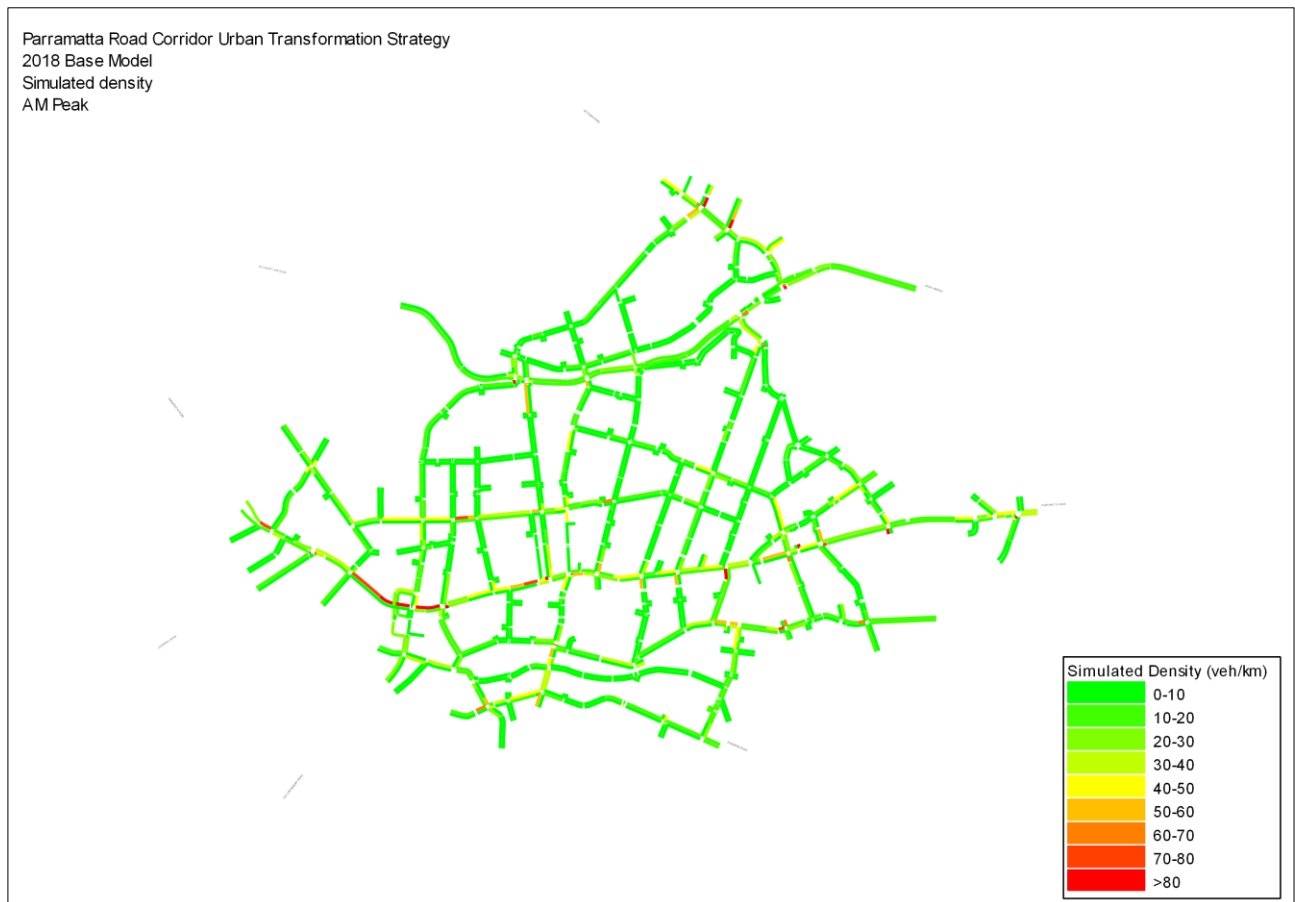 Parramatta Road Corridor Urban Transformation Strategy
2018 Base Model
Simulated density
AM Peak
Simulated Density (veh/km)
0-10
10-20
20-30
30-40
40-50
50-60
60-70
70-80
>80